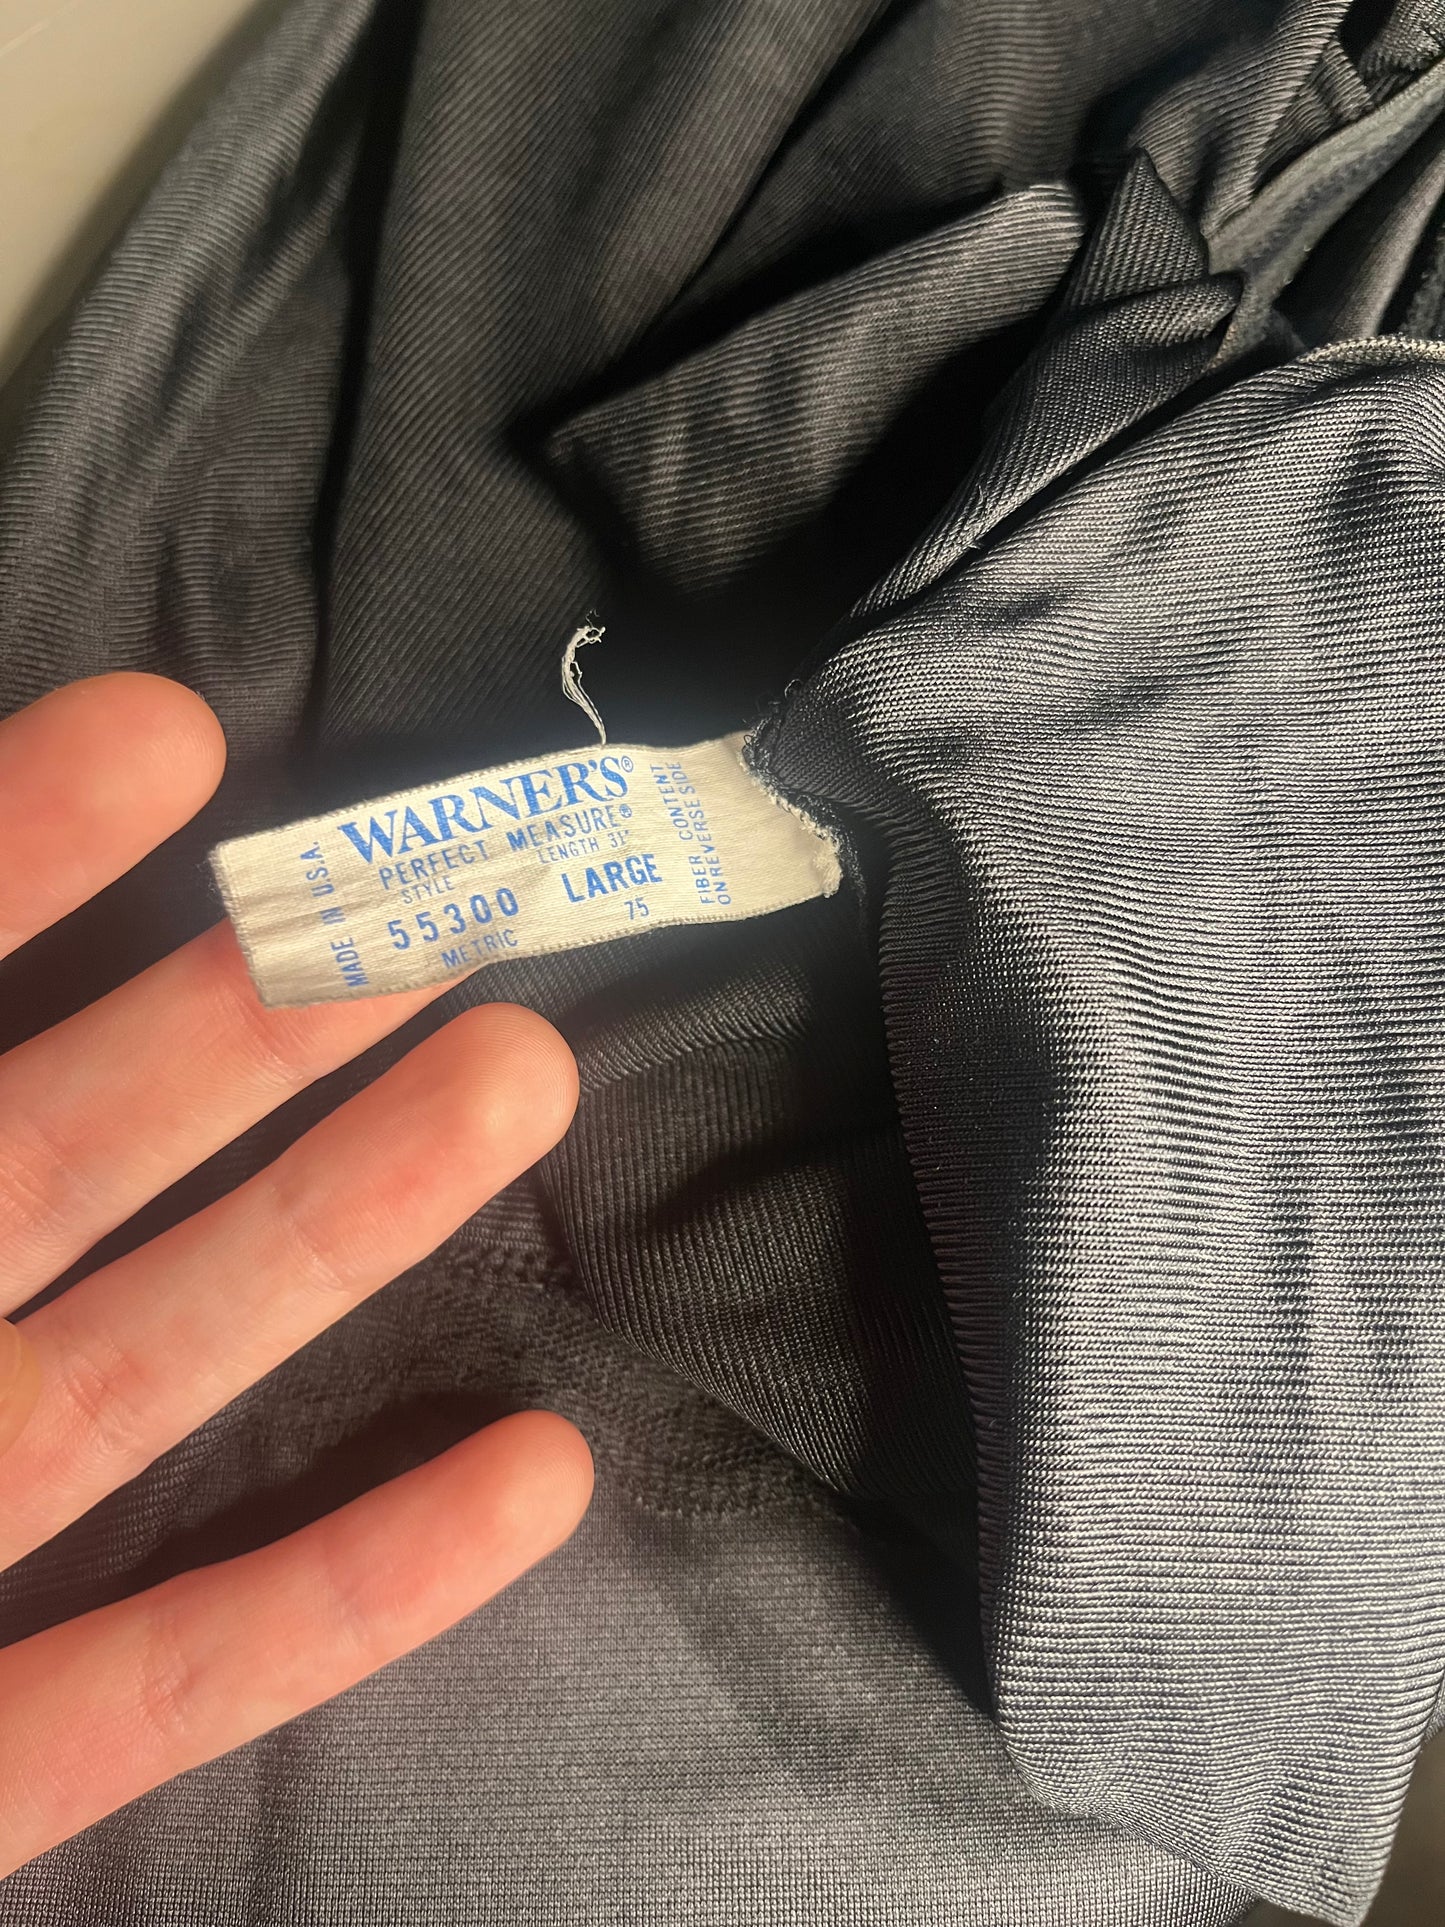 MADE IN U.S.A.
WARNER'S®
PERFECT MEASURE®
STYLE LENGTH 31"
55300 LARGE
METRIC 75
FIBER CONTENT
ON REVERSE SIDE